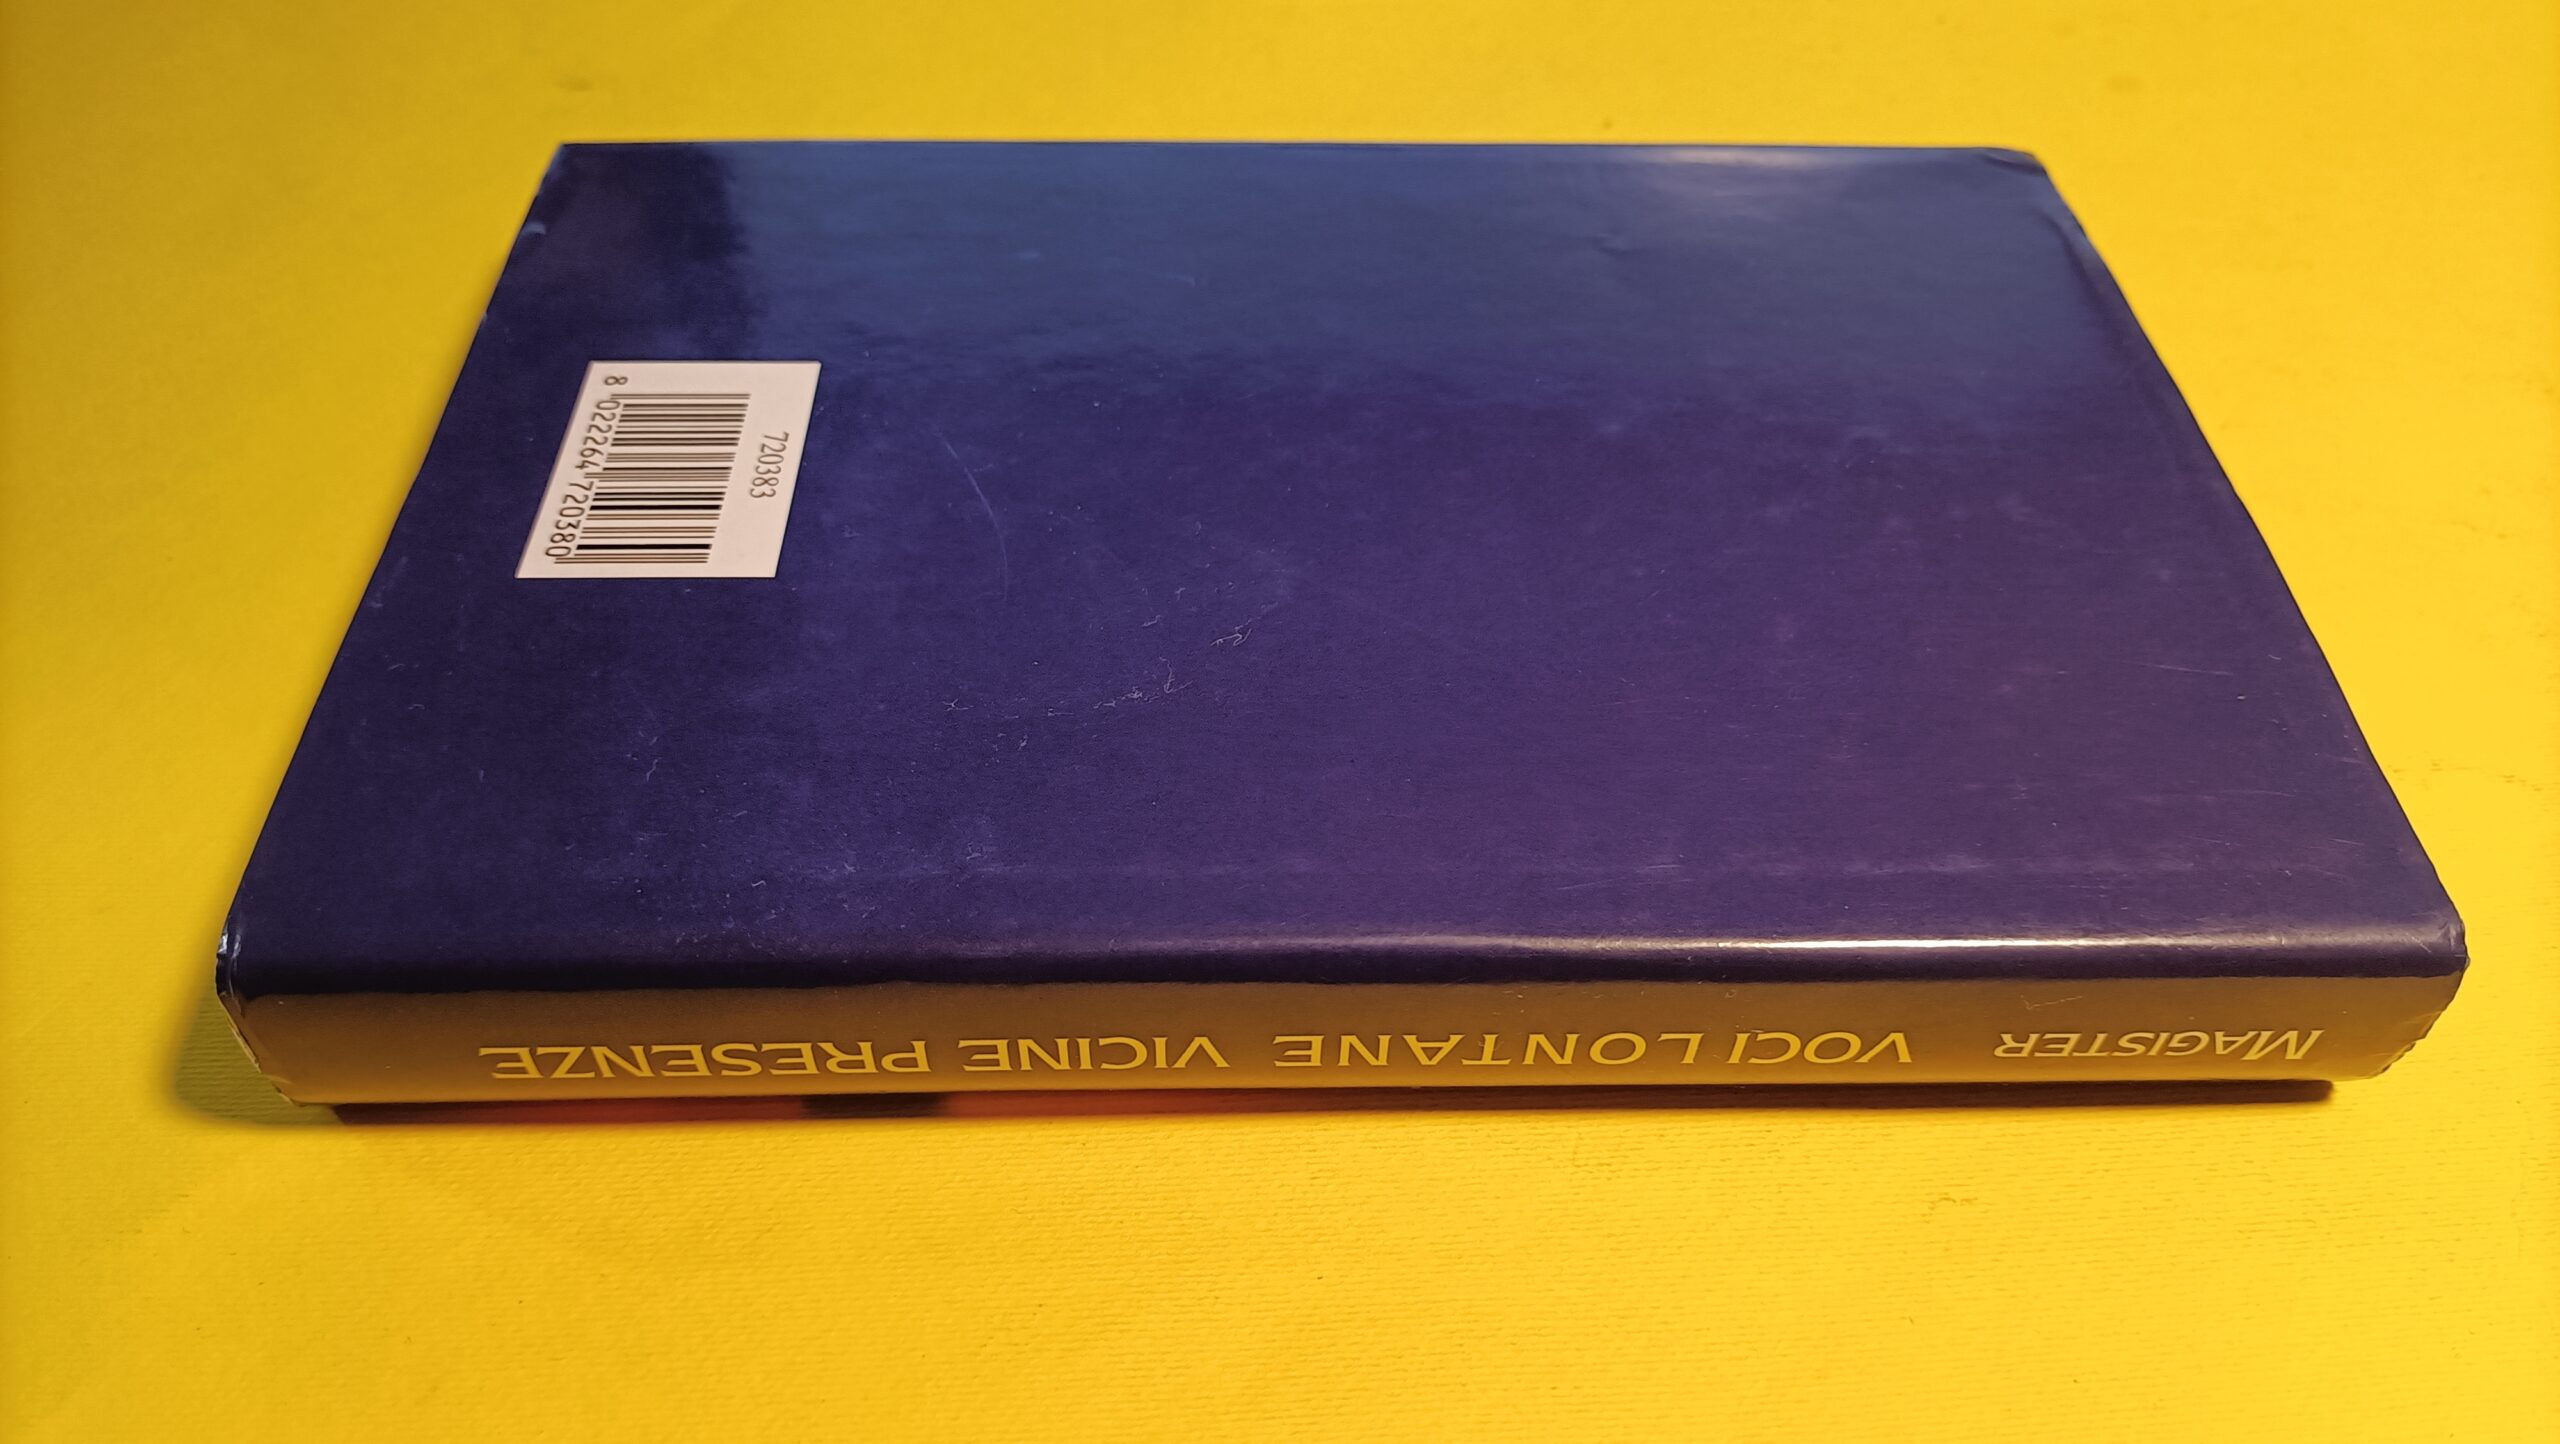 720383
8 022264 720380
MAGISTER VOCI LONTANE VICINE PRESENZE